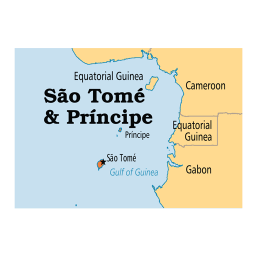 Equatorial Guinea
Cameroon
São Tomé
& Príncipe
Equatorial
Guinea
Príncipe
São Tomé
Gulf of Guinea
Gabon